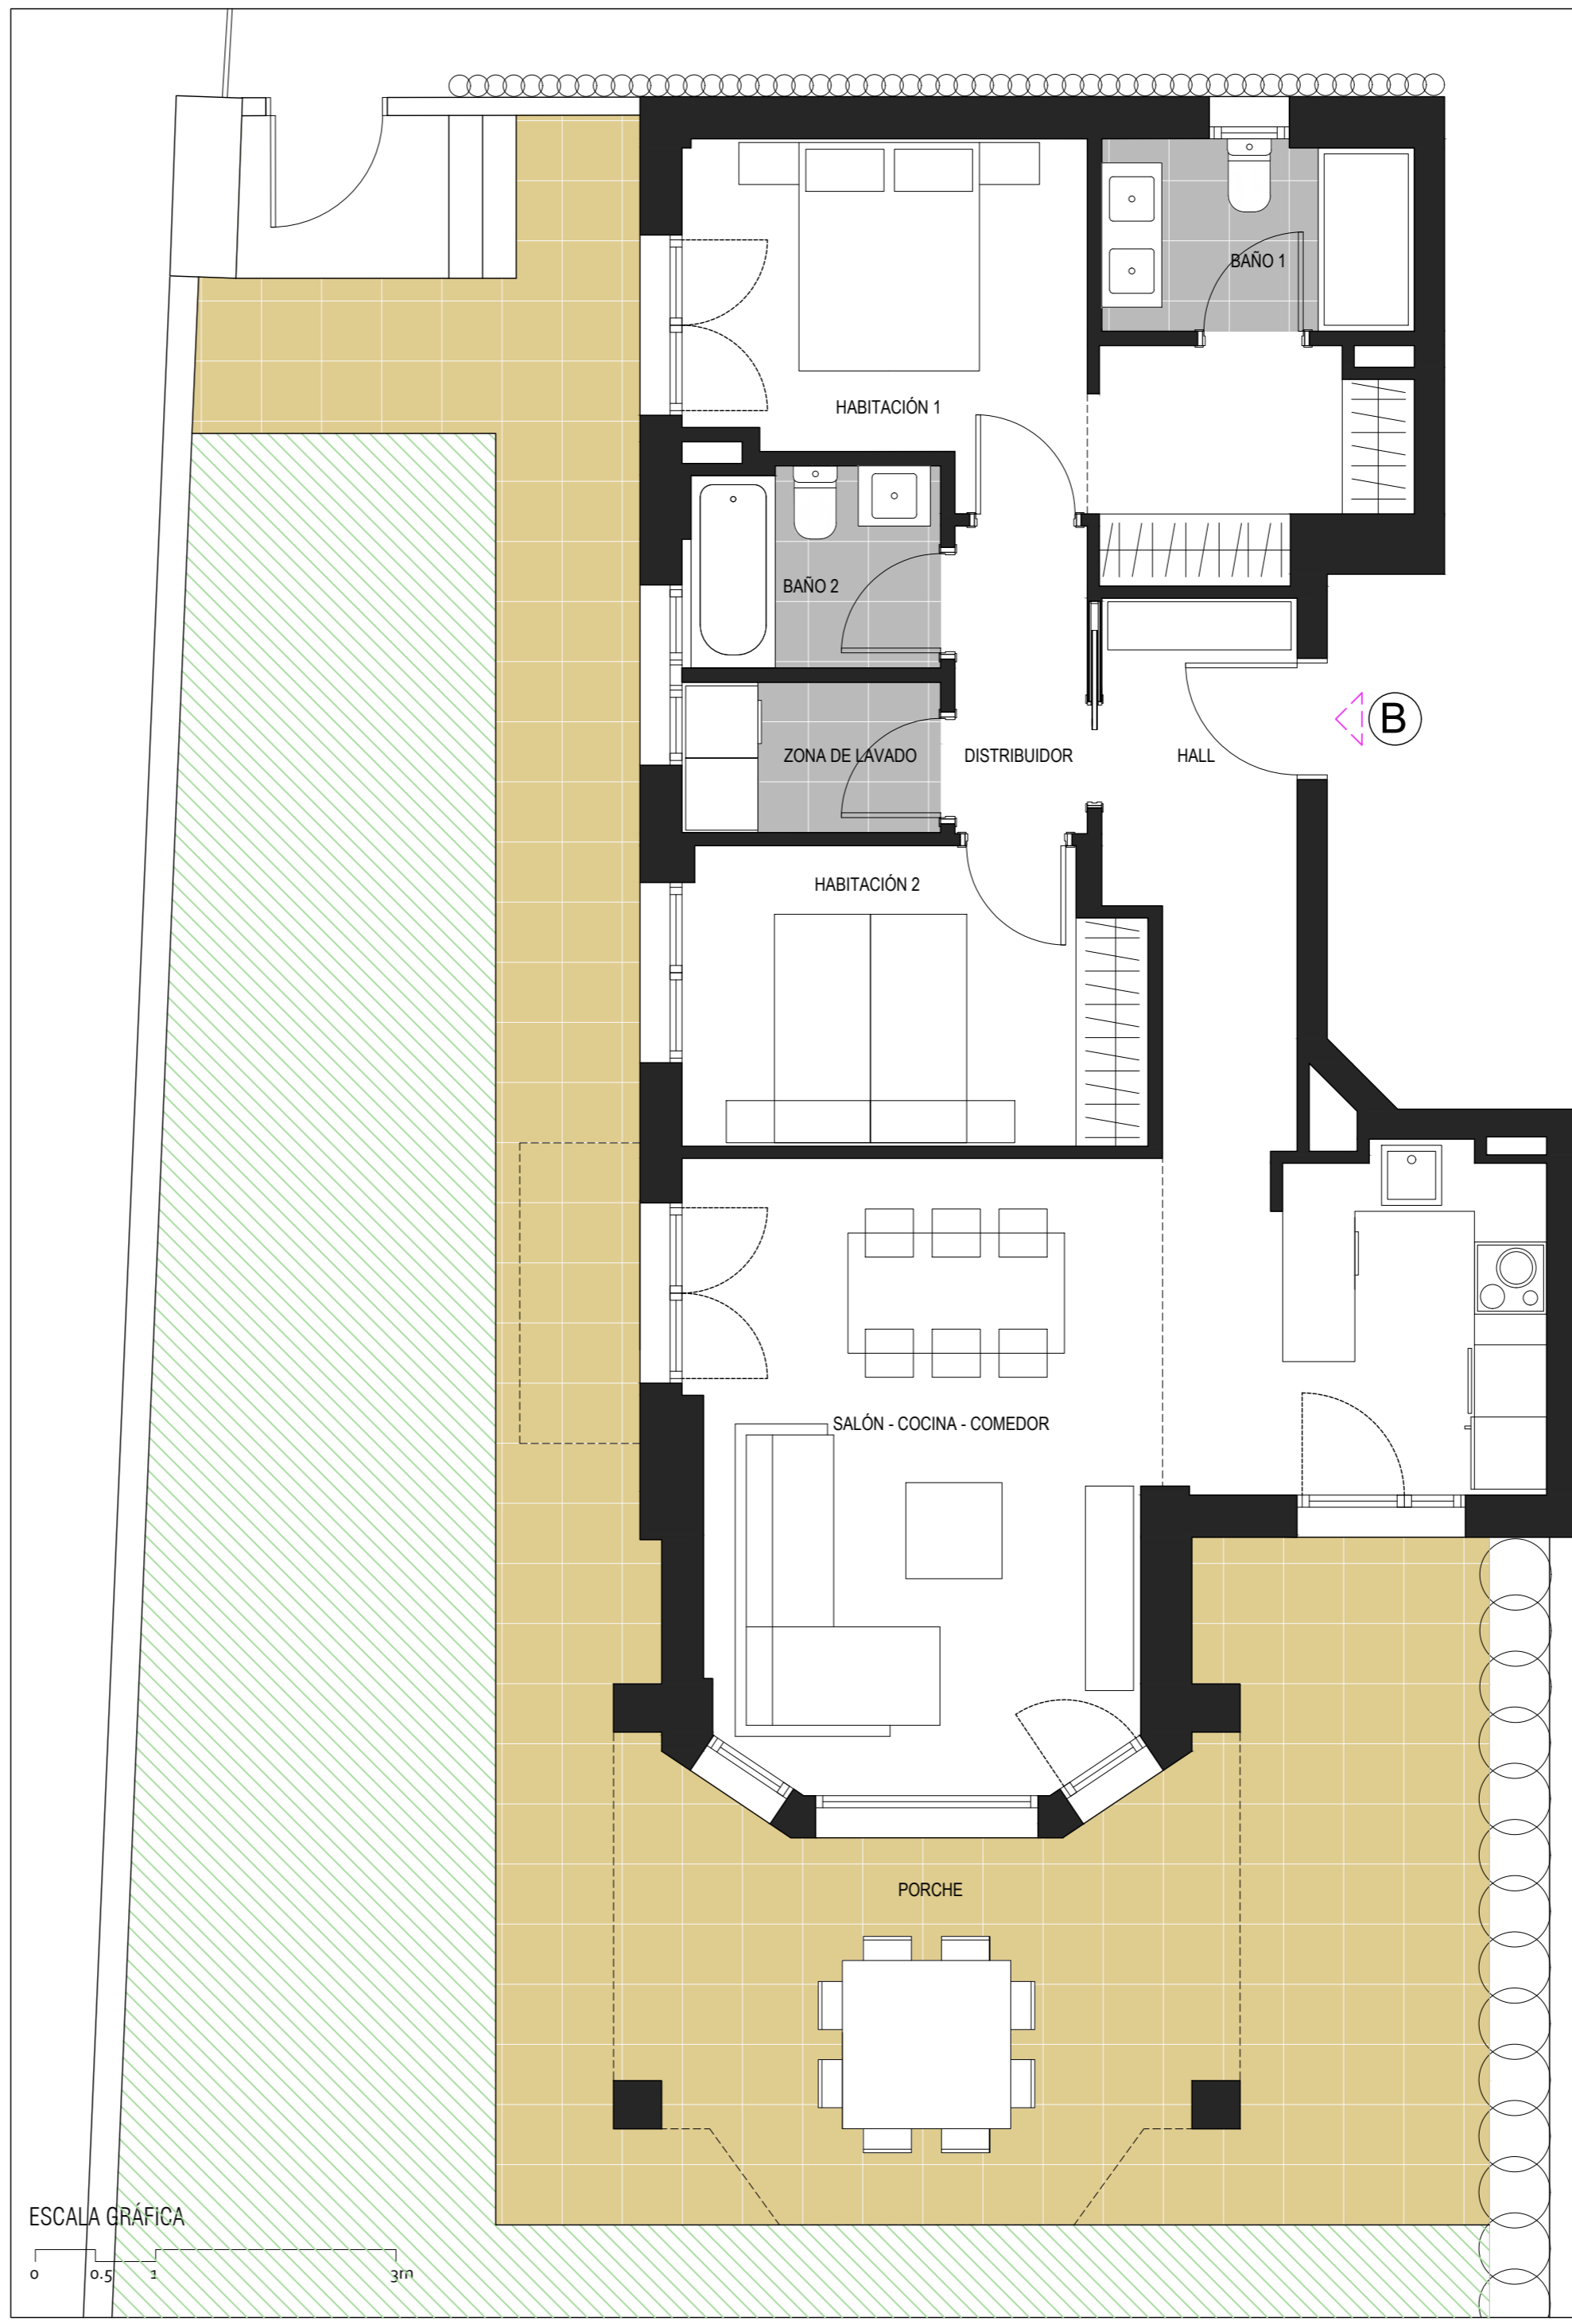 BAÑO 1
HABITACIÓN 1
BAÑO 2
B
ZONA DE LAVADO
DISTRIBUIDOR
HALL
HABITACIÓN 2
SALÓN - COCINA - COMEDOR
PORCHE
ESCALA GRÁFICA
0 0.5 1 3m